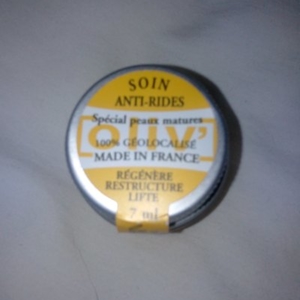 SOIN
ANTI-RIDES
Spécial peaux matures
oliv'
100% GÉOLOCALISÉ
MADE IN FRANCE
RÉGÉNÈRE
RESTRUCTURE
LIFTE
7 ml